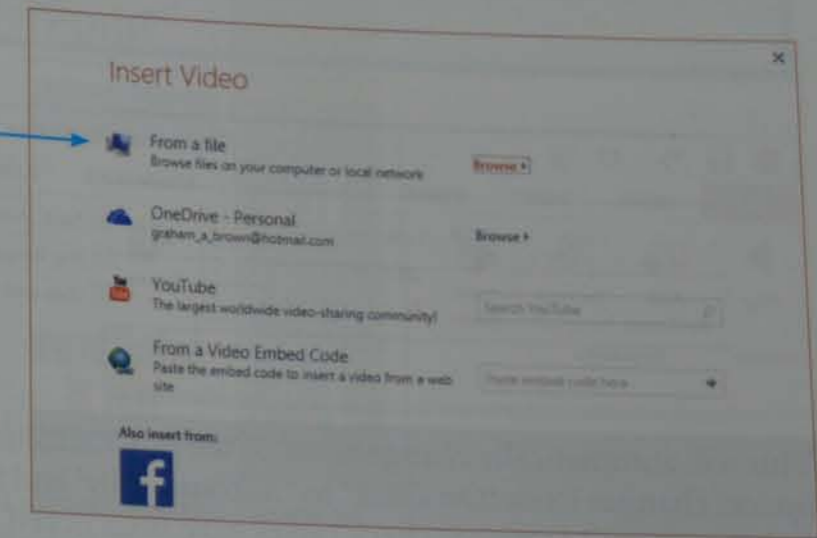 Insert Video
From a file
Browse files on your computer or local network
Browse
OneDrive - Personal
graham_a_brown@hotmail.com
Browse
YouTube
The largest worldwide video-sharing community!
Search YouTube
From a Video Embed Code
Paste the embed code to insert a video from a web
site
Paste embed code here
Also insert from: